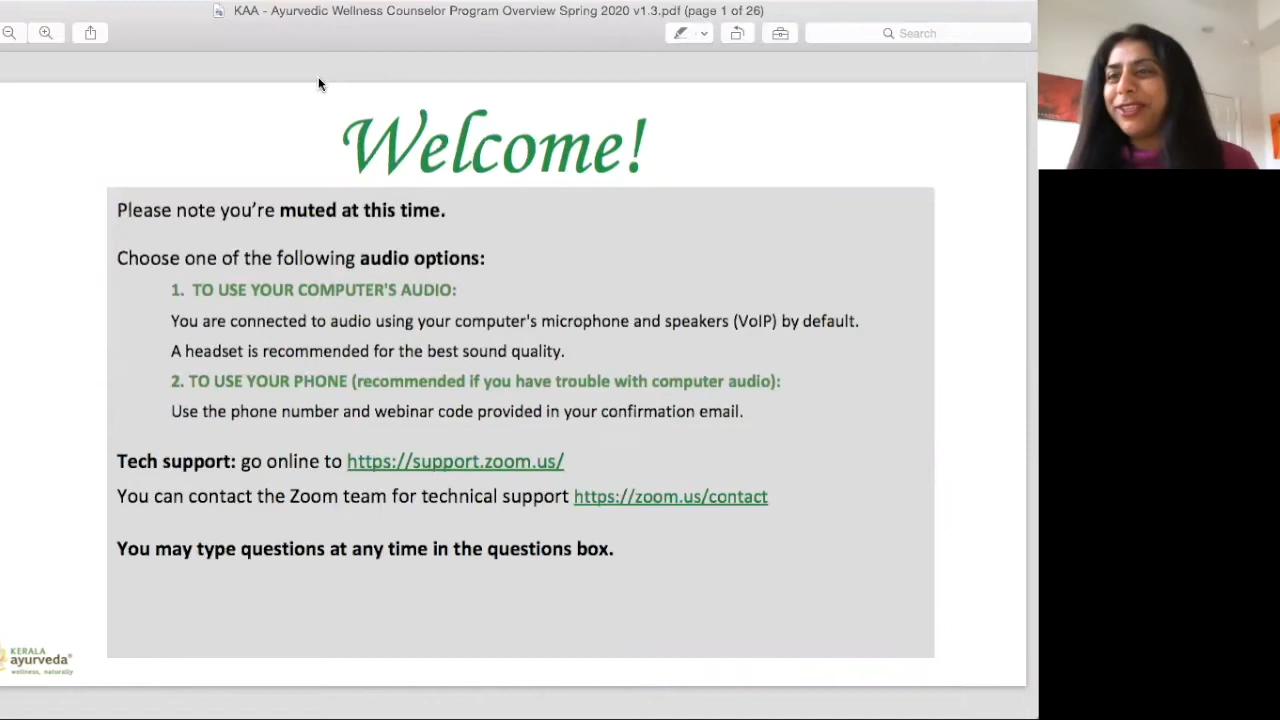 KAA - Ayurvedic Wellness Counselor Program Overview Spring 2020 v1.3.pdf (page 1 of 26)
Search
Welcome!
Please note you're muted at this time.
Choose one of the following audio options:
1. TO USE YOUR COMPUTER'S AUDIO:
You are connected to audio using your computer's microphone and speakers (VoIP) by default.
A headset is recommended for the best sound quality.
2. TO USE YOUR PHONE (recommended if you have trouble with computer audio):
Use the phone number and webinar code provided in your confirmation email.
Tech support: go online to https://support.zoom.us/
You can contact the Zoom team for technical support https://zoom.us/contact
You may type questions at any time in the questions box.
KERALA
ayurveda®
wellness, naturally